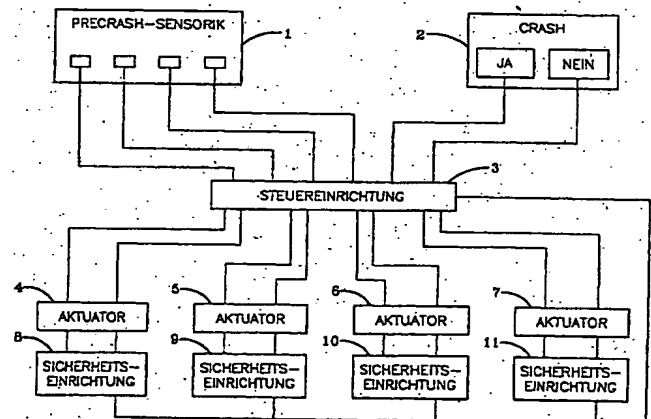 PRECRASH-SENSORIK
1
2
CRASH
JA
NEIN
3
STEUEREINRICHTUNG
4
5
6
7
AKTUATOR
AKTUATOR
AKTUATOR
AKTUATOR
8
9
10
11
SICHERHEITS-
EINRICHTUNG
SICHERHEITS-
EINRICHTUNG
SICHERHEITS-
EINRICHTUNG
SICHERHEITS-
EINRICHTUNG